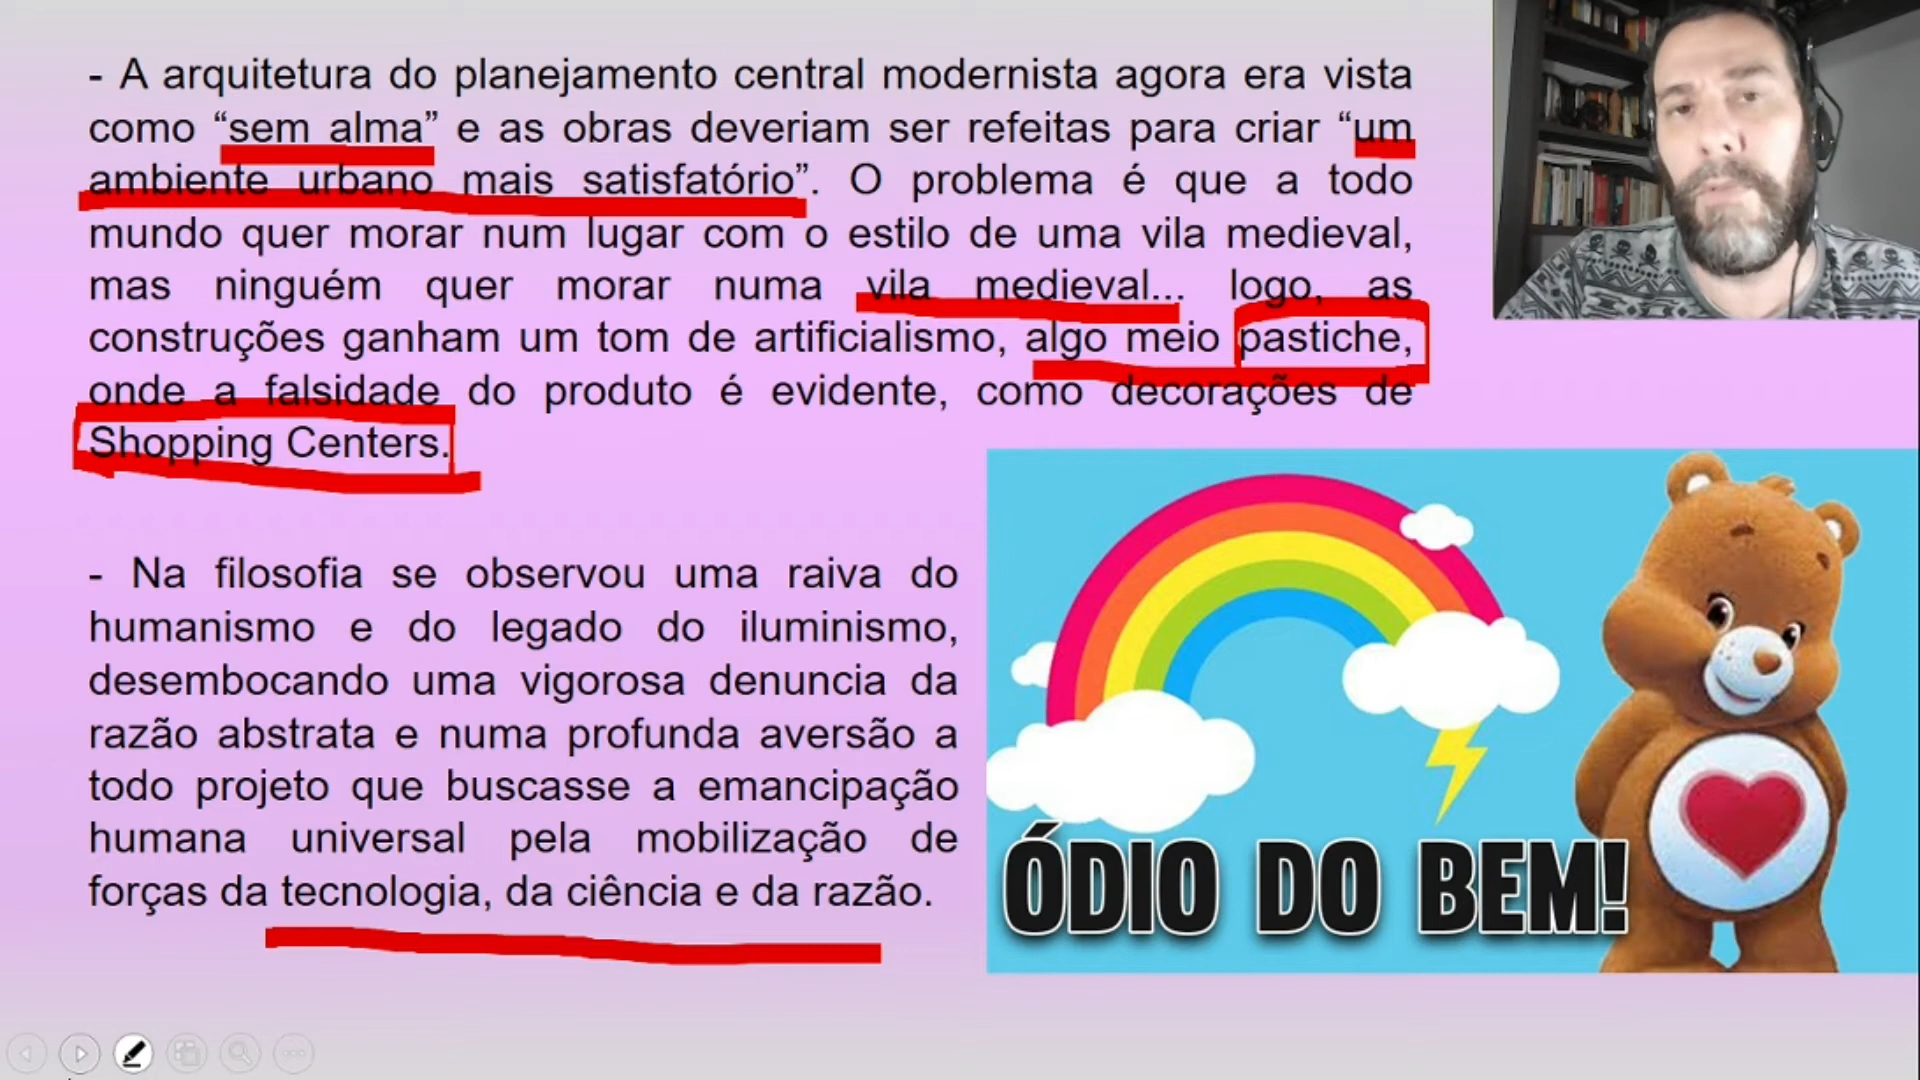 - A arquitetura do planejamento central modernista agora era vista
como “sem alma” e as obras deveriam ser refeitas para criar “um
ambiente urbano mais satisfatório”. O problema é que a todo
mundo quer morar num lugar com o estilo de uma vila medieval,
mas ninguém quer morar numa vila medieval... logo, as
construções ganham um tom de artificialismo, algo meio pastiche,
onde a falsidade do produto é evidente, como decorações de
Shopping Centers.
- Na filosofia se observou uma raiva do
humanismo e do legado do iluminismo,
desembocando uma vigorosa denuncia da
razão abstrata e numa profunda aversão a
todo projeto que buscasse a emancipação
humana universal pela mobilização de
forças da tecnologia, da ciência e da razão.
ÓDIO DO BEM!